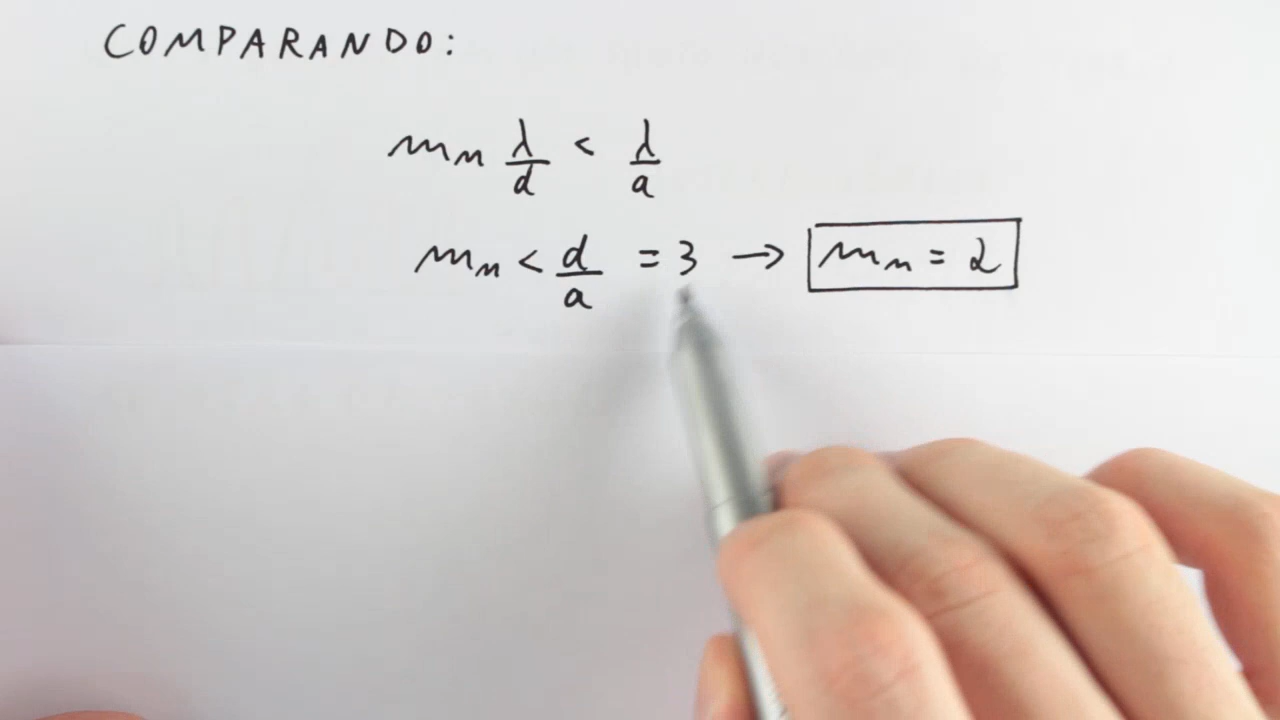 COMPARANDO:
m_n λ/d < λ/a
m_n < d/a = 3 → m_n = 2